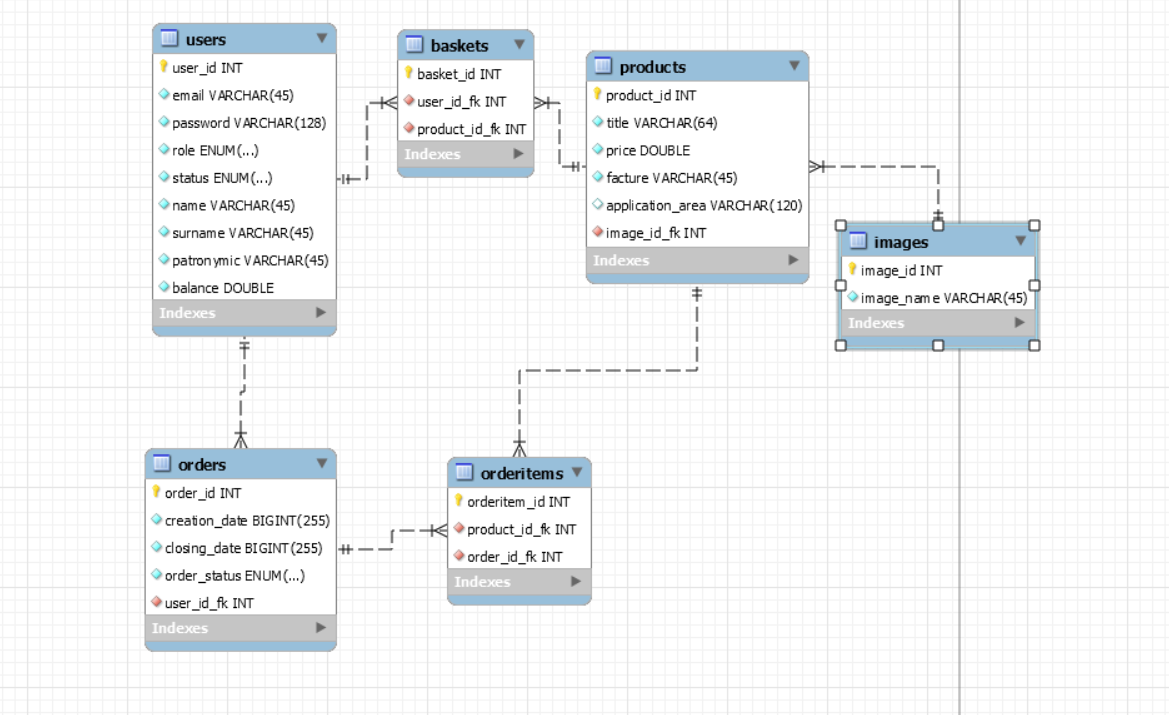 users
user_id INT
email VARCHAR(45)
password VARCHAR(128)
role ENUM(...)
status ENUM(...)
name VARCHAR(45)
surname VARCHAR(45)
patronymic VARCHAR(45)
balance DOUBLE
Indexes
baskets
basket_id INT
user_id_fk INT
product_id_fk INT
Indexes
products
product_id INT
title VARCHAR(64)
price DOUBLE
facture VARCHAR(45)
application_area VARCHAR(120)
image_id_fk INT
Indexes
images
image_id INT
image_name VARCHAR(45)
Indexes
orders
order_id INT
creation_date BIGINT(255)
closing_date BIGINT(255)
order_status ENUM(...)
user_id_fk INT
Indexes
orderitems
orderitem_id INT
product_id_fk INT
order_id_fk INT
Indexes